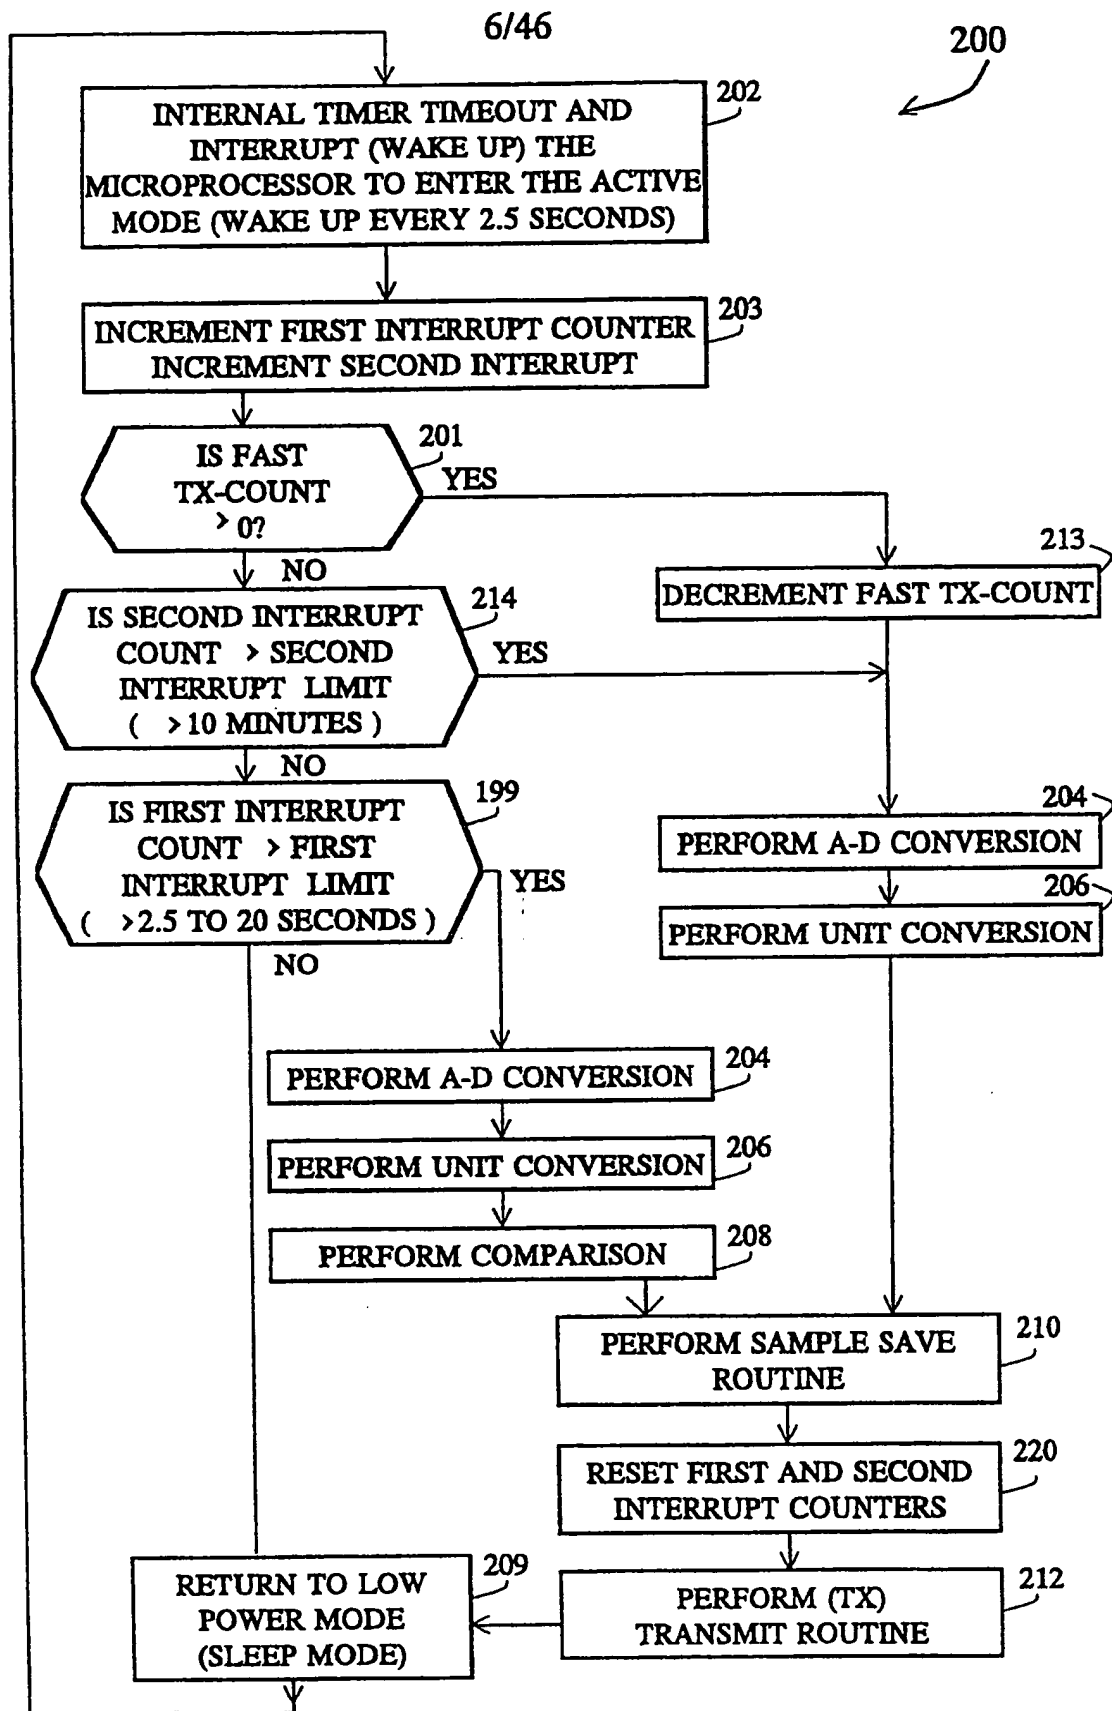 6/46
200
202
INTERNAL TIMER TIMEOUT AND
INTERRUPT (WAKE UP) THE
MICROPROCESSOR TO ENTER THE ACTIVE
MODE (WAKE UP EVERY 2.5 SECONDS)
203
INCREMENT FIRST INTERRUPT COUNTER
INCREMENT SECOND INTERRUPT
201
IS FAST
TX-COUNT
> 0?
YES
NO
213
DECREMENT FAST TX-COUNT
214
IS SECOND INTERRUPT
COUNT > SECOND
INTERRUPT LIMIT
( >10 MINUTES )
YES
NO
199
IS FIRST INTERRUPT
COUNT > FIRST
INTERRUPT LIMIT
( >2.5 TO 20 SECONDS )
YES
NO
204
PERFORM A-D CONVERSION
206
PERFORM UNIT CONVERSION
204
PERFORM A-D CONVERSION
206
PERFORM UNIT CONVERSION
208
PERFORM COMPARISON
210
PERFORM SAMPLE SAVE
ROUTINE
220
RESET FIRST AND SECOND
INTERRUPT COUNTERS
212
PERFORM (TX)
TRANSMIT ROUTINE
209
RETURN TO LOW
POWER MODE
(SLEEP MODE)